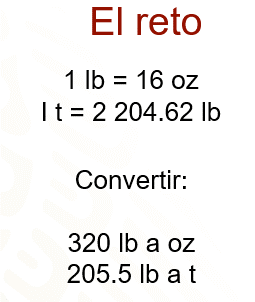 El reto
1 lb = 16 oz
I t = 2 204.62 lb
Convertir:
320 lb a oz
205.5 lb a t